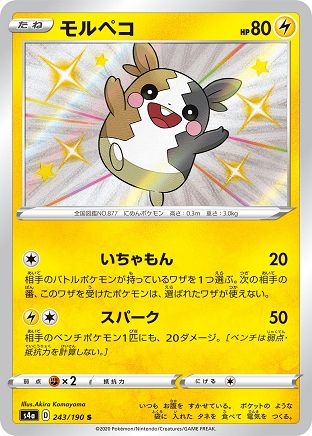 たね
モルペコ
HP80
全国図鑑NO.877 にめんポケモン 高さ：0.3m 重さ：3.0kg
いちゃもん 20
相手のバトルポケモンが持っているワザを1つ選ぶ。次の相手の
番、このワザを受けたポケモンは、選ばれたワザが使えない。
スパーク 50
相手のベンチポケモン1匹にも、20ダメージ。［ベンチは弱点・
抵抗力を計算しない。］
弱点 ×2 抵抗力 にげる
Illus. Akira Komayama
s4a D 243/190 S
いつも お腹を 空かせている。 ポケットのような
袋に 入れた タネを 食べて 電気を つくる。
©2020 Pokémon/Nintendo/Creatures/GAME FREAK.